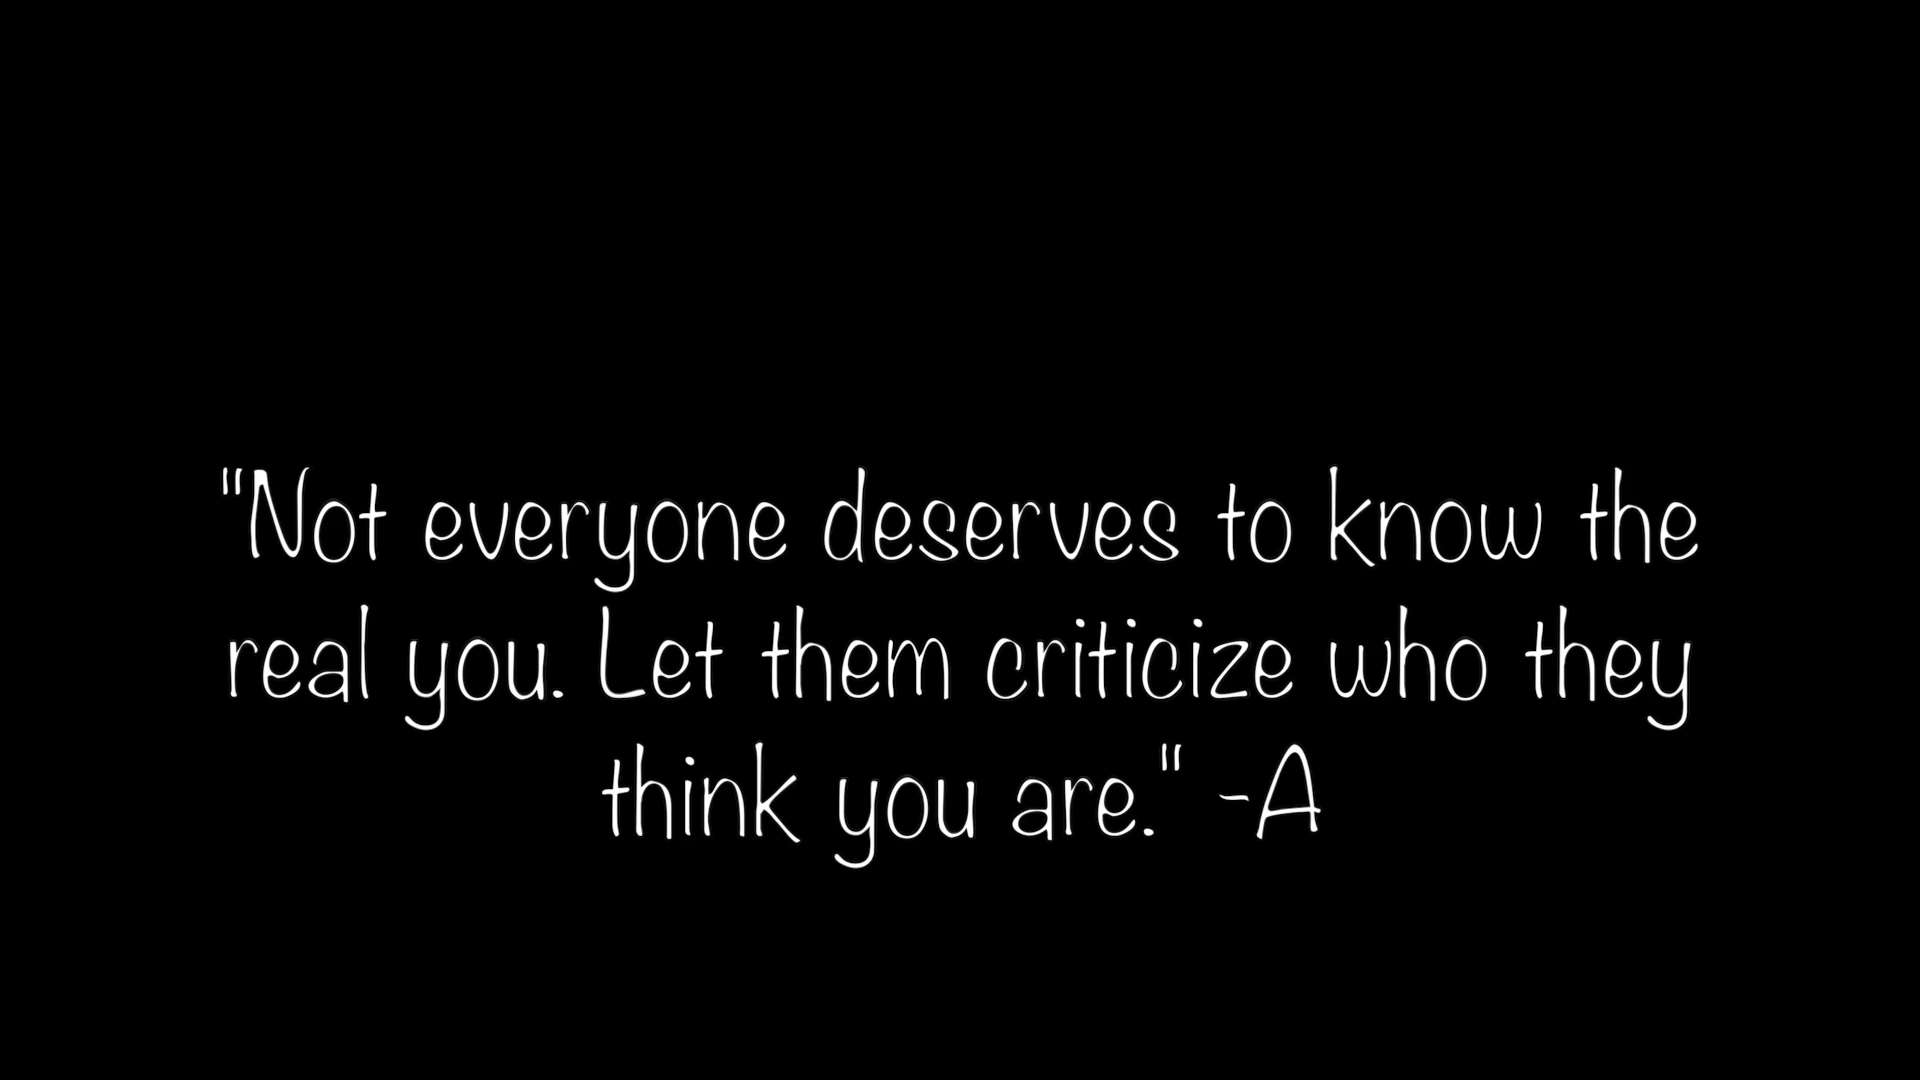 "Not everyone deserves to know the
real you. Let them criticize who they
think you are." -A